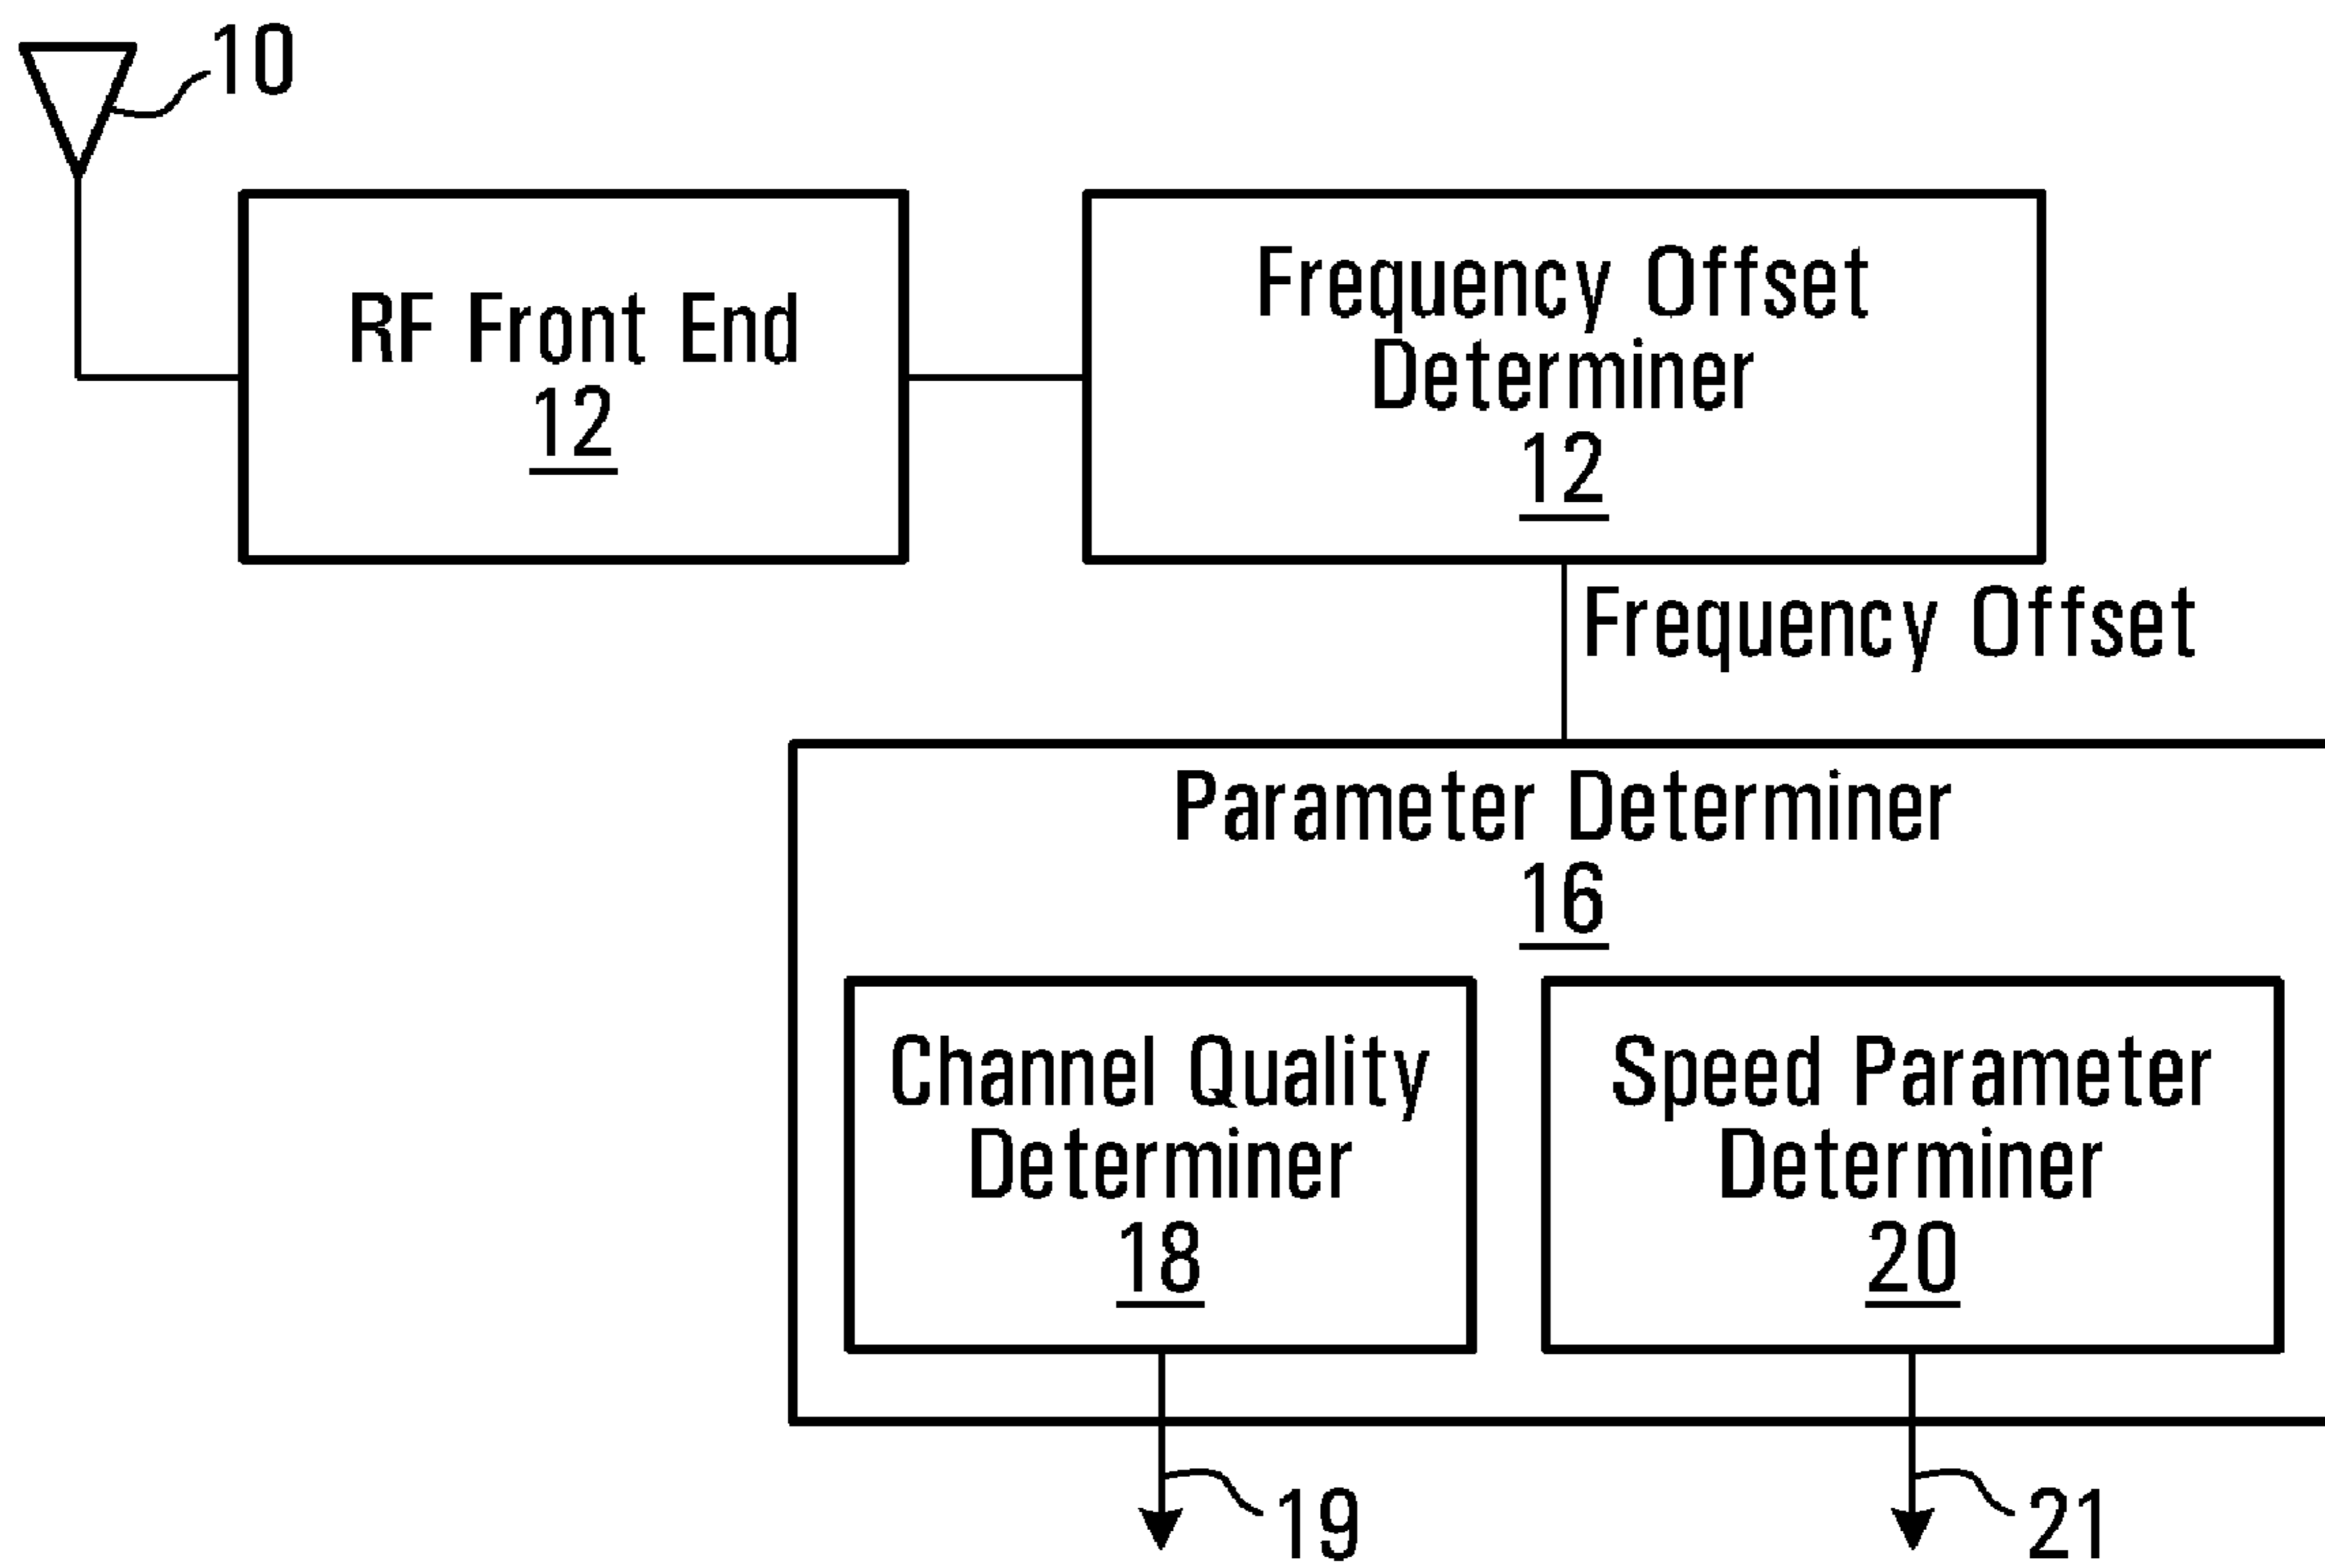 10
RF Front End
12
Frequency Offset
Determiner
12
Frequency Offset
Parameter Determiner
16
Channel Quality
Determiner
18
Speed Parameter
Determiner
20
19
21